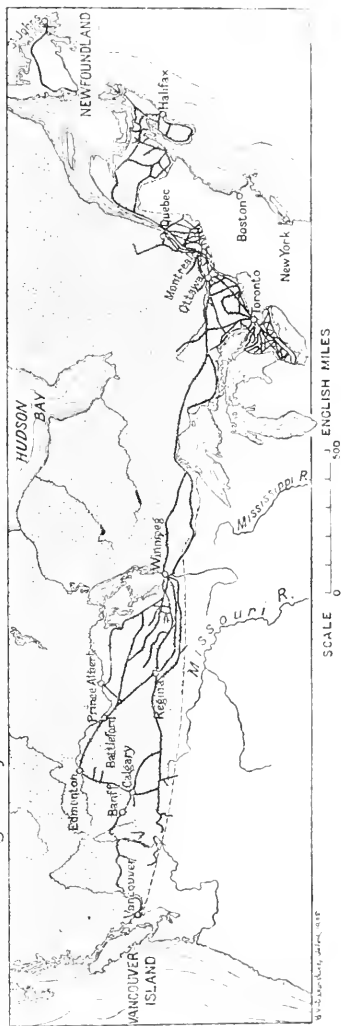 St Johns
NEWFOUNDLAND
Halifax
Quebec
Montreal
Ottawa
Boston
Toronto
New York
HUDSON
BAY
Winnipeg
Mississippi R.
Prince Albert
Battleford
Regina
Missouri R.
Edmonton
Banff
Calgary
Vancouver
VANCOUVER
ISLAND
SCALE 0 500 ENGLISH MILES